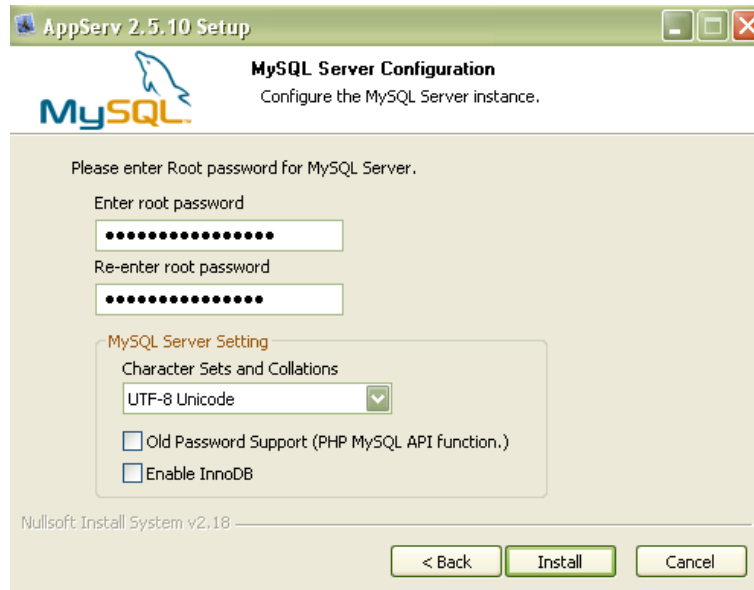 AppServ 2.5.10 Setup
MySQL
MySQL Server Configuration
Configure the MySQL Server instance.
Please enter Root password for MySQL Server.
Enter root password
••••••••••••••••
Re-enter root password
•••••••••••••••
MySQL Server Setting
Character Sets and Collations
UTF-8 Unicode
Old Password Support (PHP MySQL API function.)
Enable InnoDB
Nullsoft Install System v2.18
< Back Install Cancel